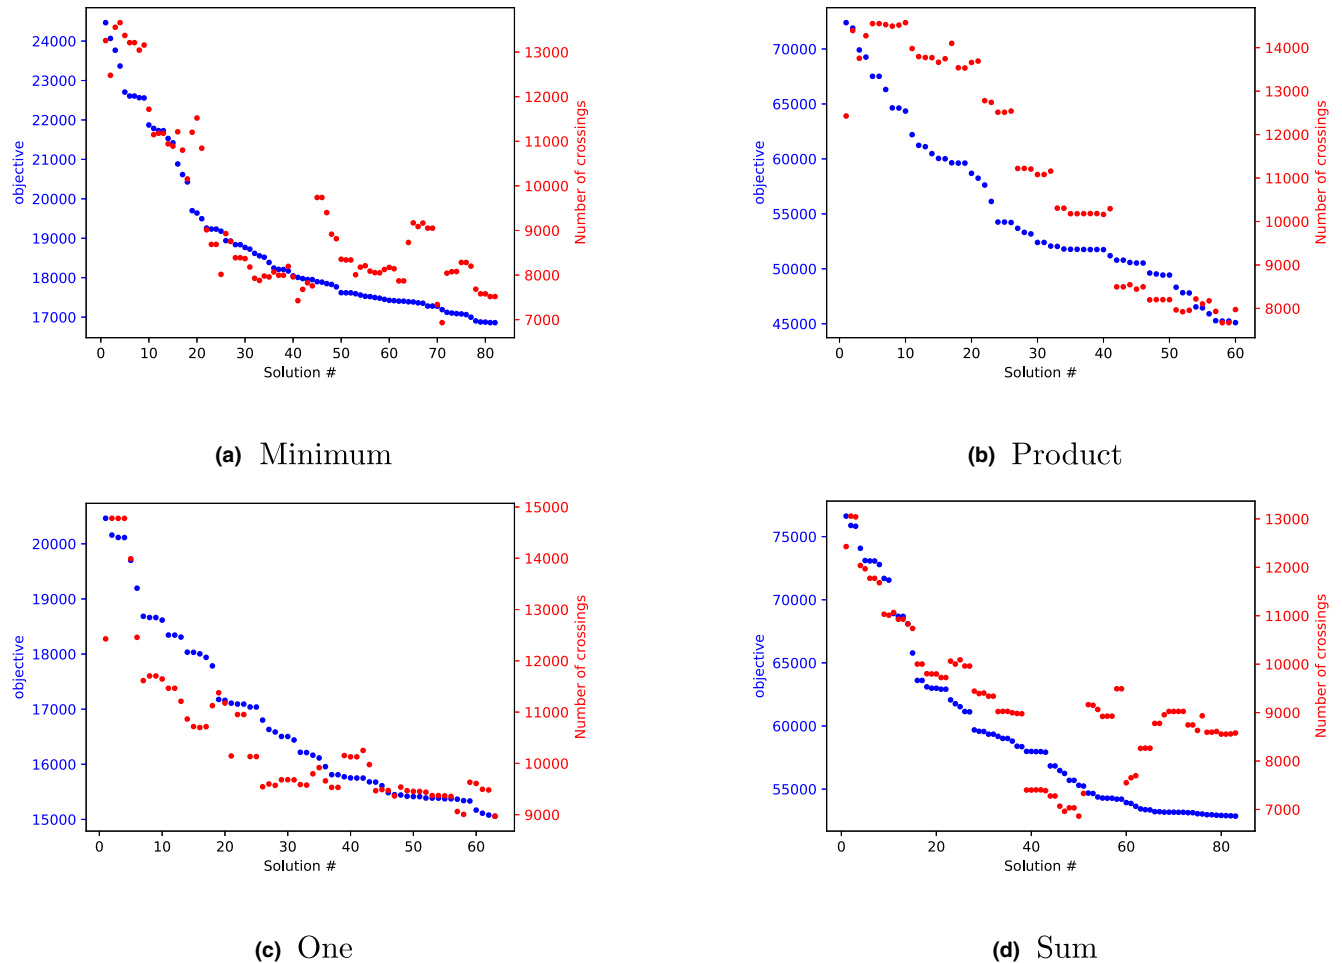 24000
23000
22000
21000
20000
19000
18000
17000
objective
13000
12000
11000
10000
9000
8000
7000
Number of crossings
0 10 20 30 40 50 60 70 80
Solution #
(a) Minimum
70000
65000
60000
55000
50000
45000
objective
14000
13000
12000
11000
10000
9000
8000
Number of crossings
0 10 20 30 40 50 60
Solution #
(b) Product
20000
19000
18000
17000
16000
15000
objective
15000
14000
13000
12000
11000
10000
9000
Number of crossings
0 10 20 30 40 50 60
Solution #
(c) One
75000
70000
65000
60000
55000
objective
13000
12000
11000
10000
9000
8000
7000
Number of crossings
0 20 40 60 80
Solution #
(d) Sum